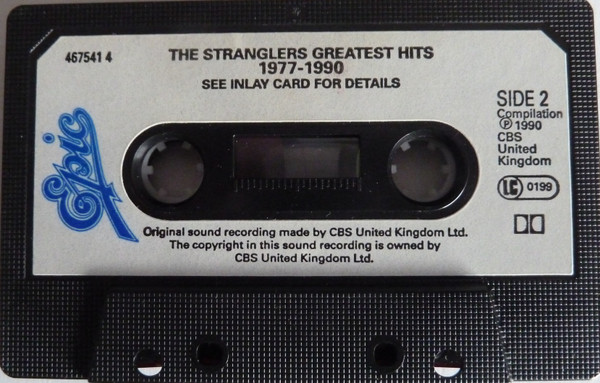 467541 4
THE STRANGLERS GREATEST HITS
1977-1990
SEE INLAY CARD FOR DETAILS
SIDE 2
Compilation
℗ 1990
CBS
United
Kingdom
LC 0199
Epic
Original sound recording made by CBS United Kingdom Ltd.
The copyright in this sound recording is owned by
CBS United Kingdom Ltd.